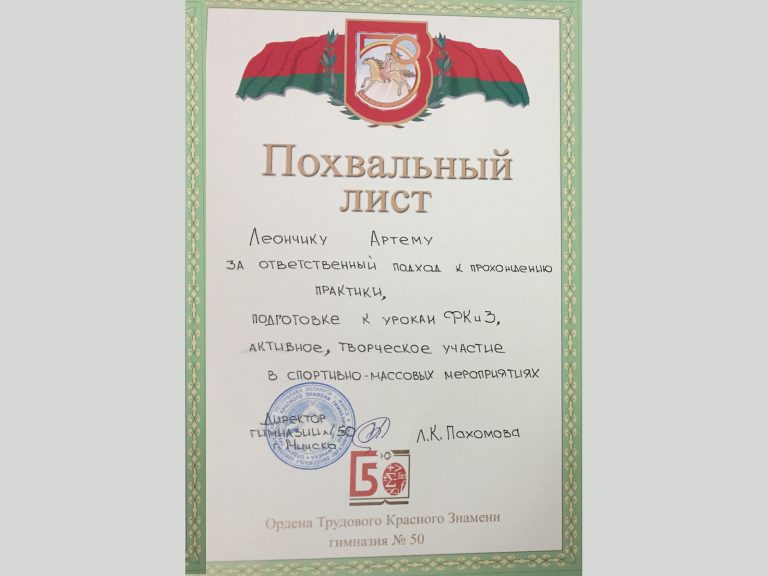 Похвальный
лист
Леончику Артему
за ответственный подход к прохождению
практики,
подготовке к урокам ФКиЗ,
активное, творческое участие
в спортивно-массовых мероприятиях
Директор
гимназии №50
г. Минска
Л.К. Пахомова
50
Ордена Трудового Красного Знамени
гимназия № 50